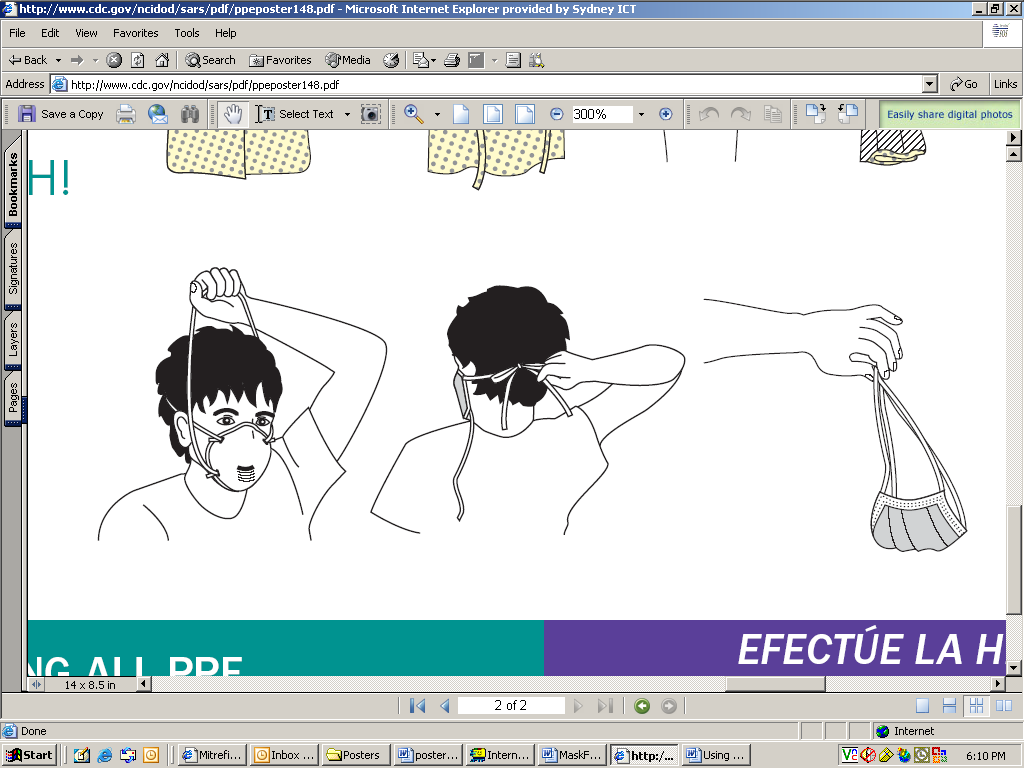 http://www.cdc.gov/ncidod/sars/pdf/ppeposter148.pdf - Microsoft Internet Explorer provided by Sydney ICT
File Edit View Favorites Tools Help
Back Search Favorites Media
Address http://www.cdc.gov/ncidod/sars/pdf/ppeposter148.pdf Go Links
Save a Copy Select Text 300% Easily share digital photos
Bookmarks
Signatures
Layers
Pages
H!
NG ALL PPE
EFECTÚE LA H
14 x 8.5 in
2 of 2
Done Internet
Start Mitrefi... Inbox ... Posters poster... Intern... MaskF... http:/... Using ... 6:10 PM